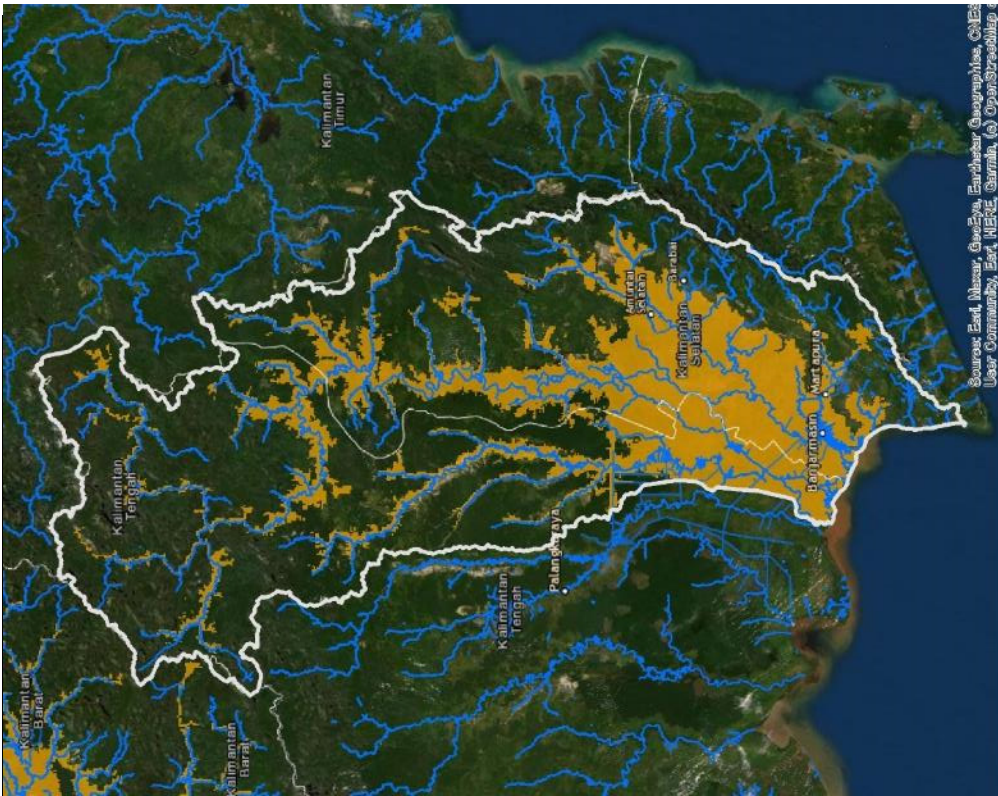 Kalimantan
Barat
Kalimantan
Tengah
Kalimantan
Barat
Kalimantan
Timur
Kalimantan
Tengah
Palangkaraya
Amuntai
Selatan
Barabai
Kalimantan
Selatan
Banjarmasin
Martapura
Source: Esri, Maxar, GeoEye, Earthstar Geographics, CNES
User Community, Esri, HERE, Garmin, (c) OpenStreetMap